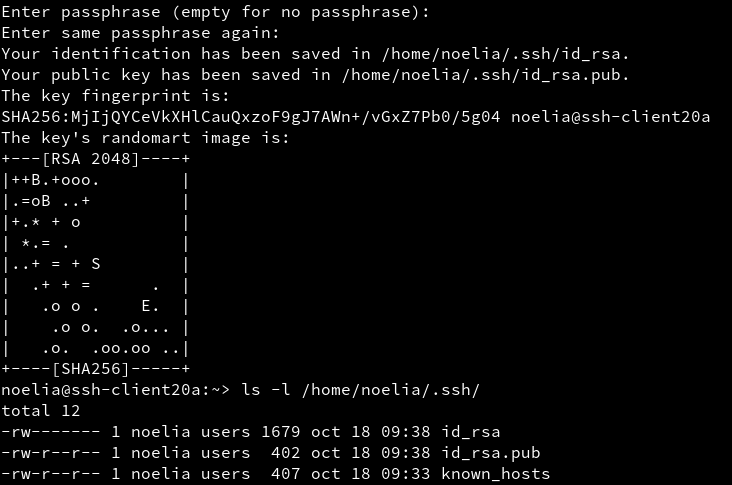 Enter passphrase (empty for no passphrase):
Enter same passphrase again:
Your identification has been saved in /home/noelia/.ssh/id_rsa.
Your public key has been saved in /home/noelia/.ssh/id_rsa.pub.
The key fingerprint is:
SHA256:MjIjQYCeVkXHlCauQxzoF9gJ7AWn+/vGxZ7Pb0/5g04 noelia@ssh-client20a
The key's randomart image is:
+---[RSA 2048]----+
|++B.+ooo.        |
|.=oB ..+         |
|+.* + o          |
| *.= .           |
|..+ = + S        |
|  .+ + =      .  |
|   .o o .    E.  |
|    .o o.  .o... |
|   .o.  .oo.oo ..|
+----[SHA256]-----+
noelia@ssh-client20a:~> ls -l /home/noelia/.ssh/
total 12
-rw------- 1 noelia users 1679 oct 18 09:38 id_rsa
-rw-r--r-- 1 noelia users  402 oct 18 09:38 id_rsa.pub
-rw-r--r-- 1 noelia users  407 oct 18 09:33 known_hosts